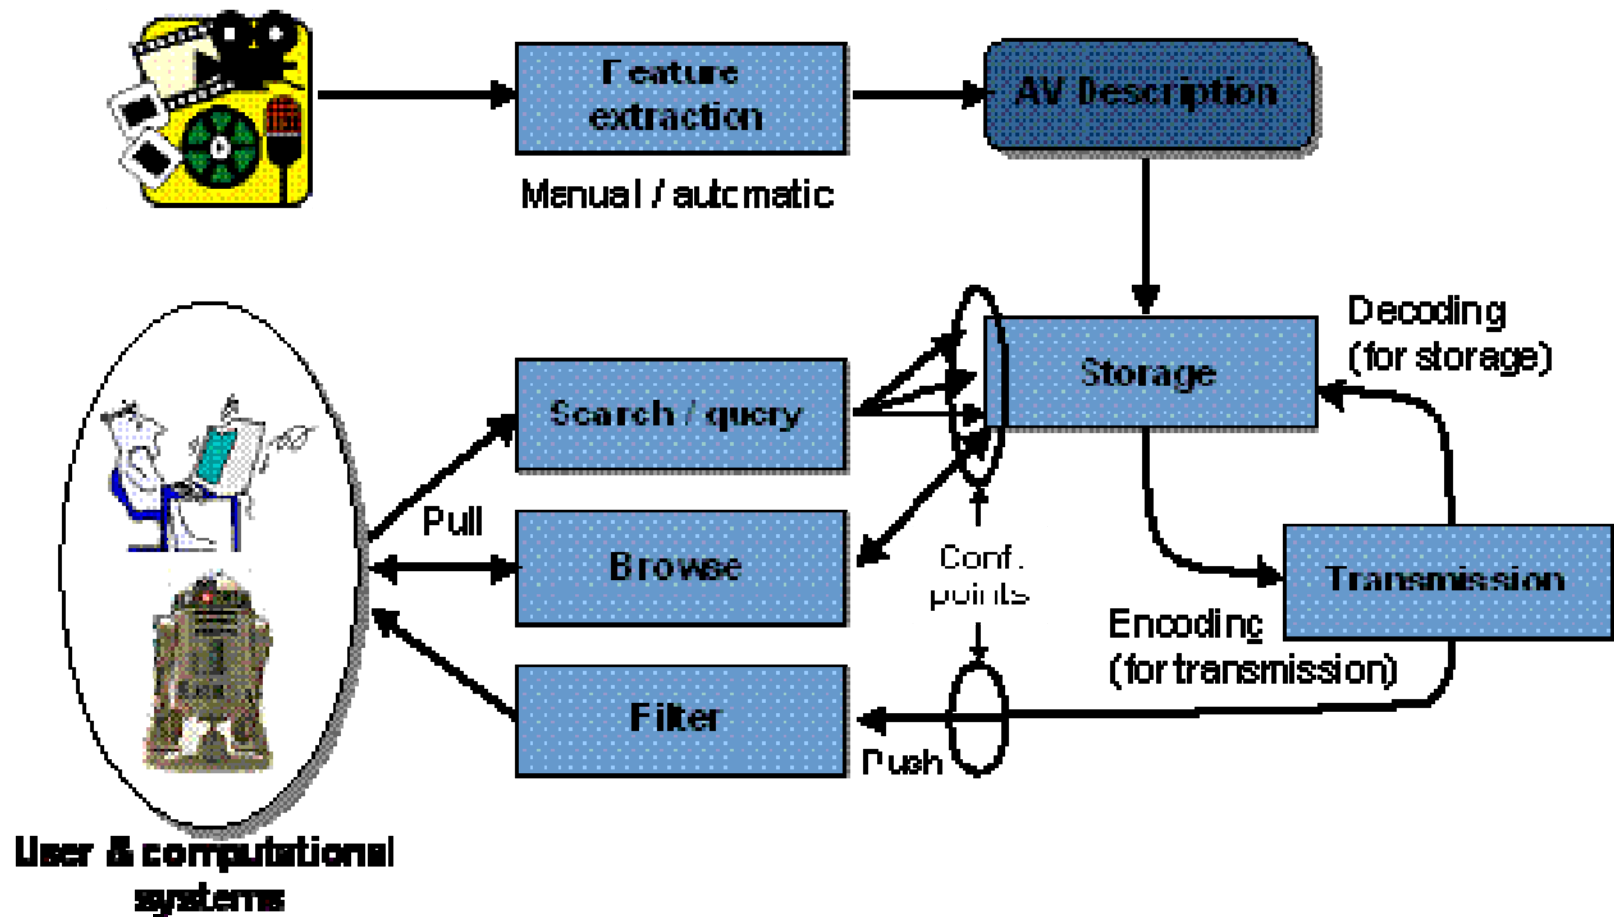 Feature
extraction
AV Description
Manual / automatic
Decoding
(for storage)
Storage
Search / query
Pull
Browse
Conf.
points
Transmission
Encoding
(for transmission)
Filter
Push
User & computational
systems